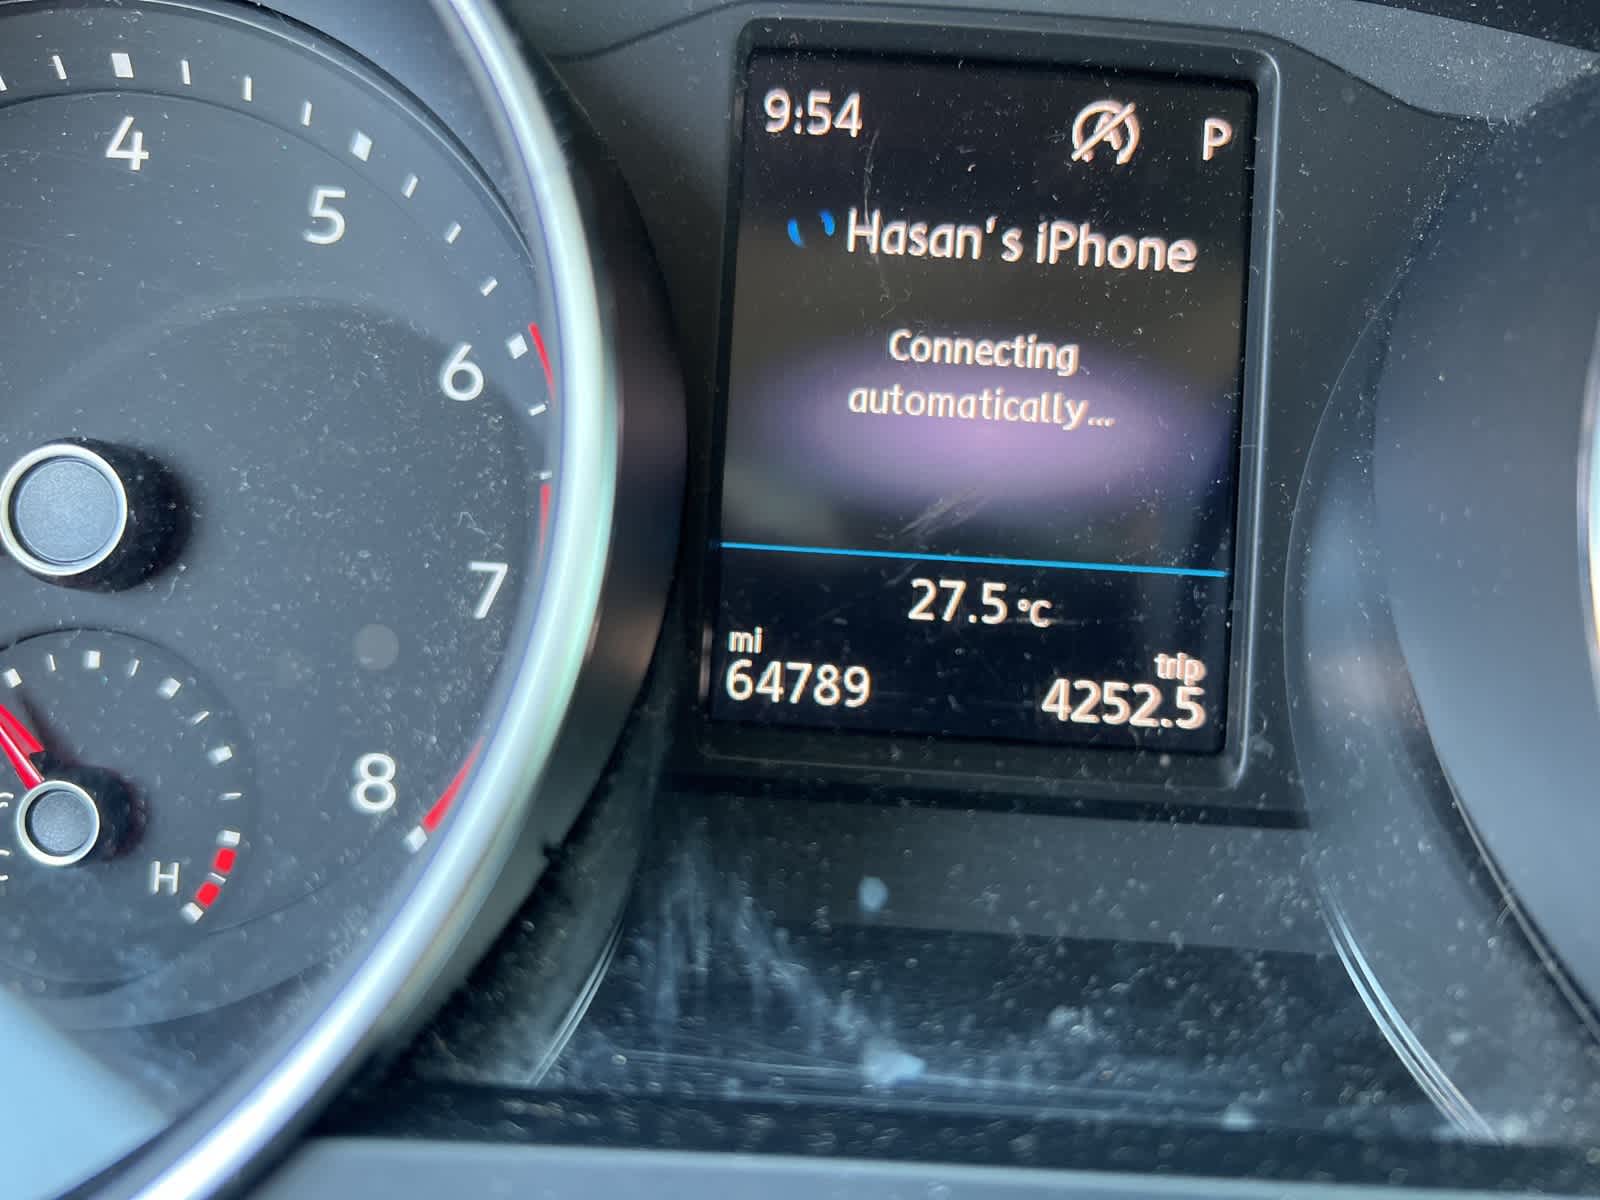 4
5
6
7
8
H
9:54
P
Hasan's iPhone
Connecting
automatically...
27.5 °C
mi
64789
trip
4252.5